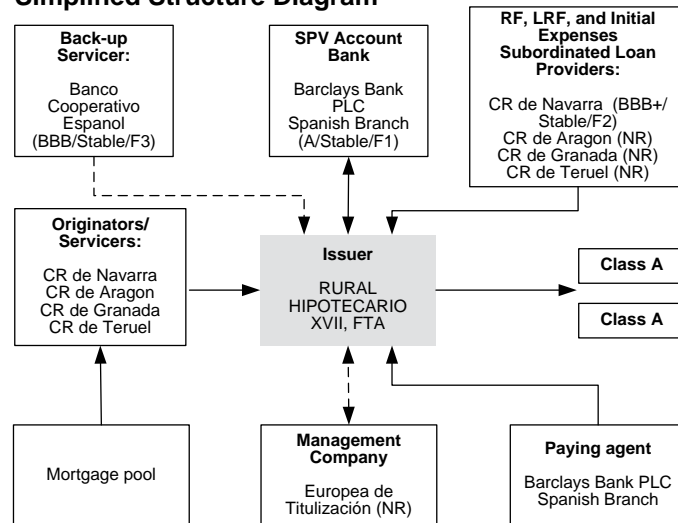 Simplified Structure Diagram
Back-up
Servicer:
Banco
Cooperativo
Espanol
(BBB/Stable/F3)
SPV Account
Bank
Barclays Bank
PLC
Spanish Branch
(A/Stable/F1)
RF, LRF, and Initial
Expenses
Subordinated Loan
Providers:
CR de Navarra (BBB+/
Stable/F2)
CR de Aragon (NR)
CR de Granada (NR)
CR de Teruel (NR)
Originators/
Servicers:
CR de Navarra
CR de Aragon
CR de Granada
CR de Teruel
Issuer
RURAL
HIPOTECARIO
XVII, FTA
Class A
Class A
Mortgage pool
Management
Company
Europea de
Titulización (NR)
Paying agent
Barclays Bank PLC
Spanish Branch